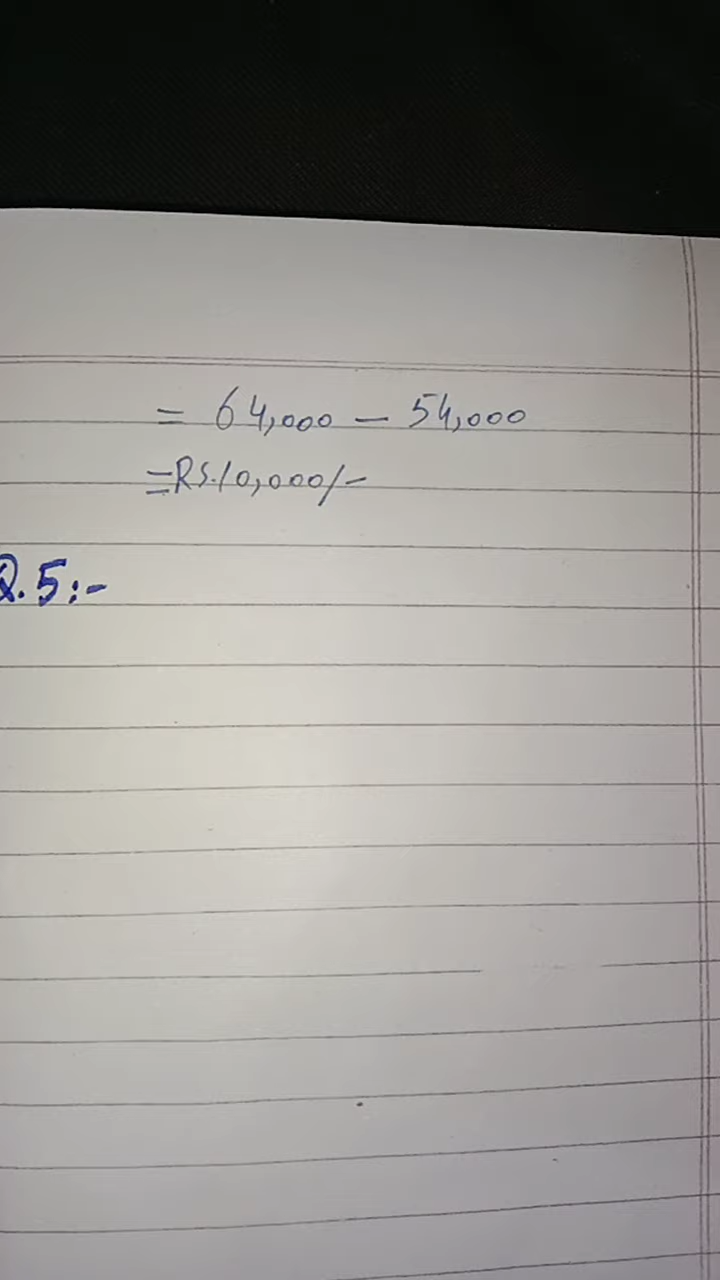 = 64,000 — 54,000
=RS.10,000/-
Q.5:-